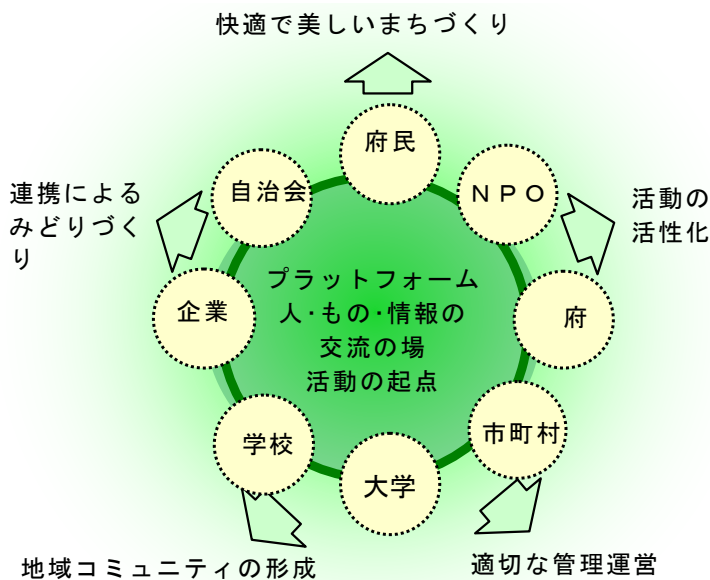 快適で美しいまちづくり
府民
自治会
ＮＰＯ
連携による
みどりづく
り
活動の
活性化
企業
プラットフォーム
人・もの・情報の
交流の場
活動の起点
府
学校
市町村
大学
地域コミュニティの形成
適切な管理運営